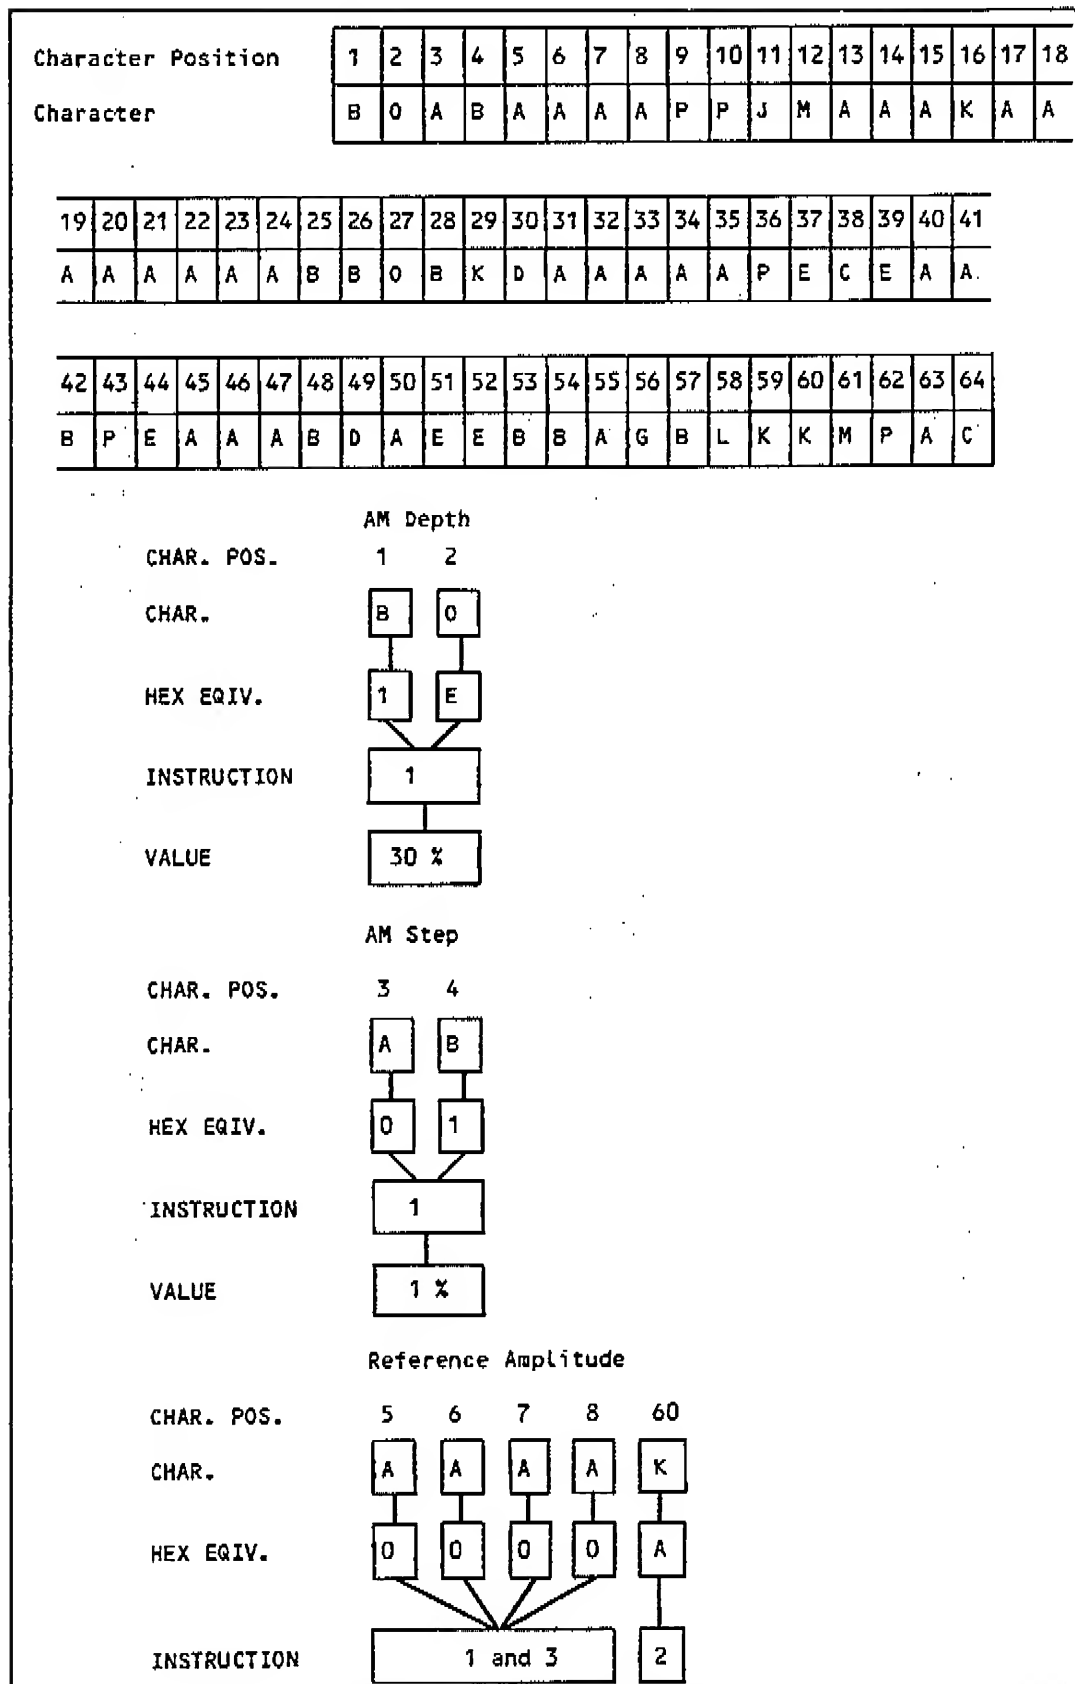 Character Position 1 2 3 4 5 6 7 8 9 10 11 12 13 14 15 16 17 18
Character B O A B A A A A P P J M A A A K A A
19 20 21 22 23 24 25 26 27 28 29 30 31 32 33 34 35 36 37 38 39 40 41
A A A A A A B B O B K D A A A A A P E C E A A
42 43 44 45 46 47 48 49 50 51 52 53 54 55 56 57 58 59 60 61 62 63 64
B P E A A A B D A E E B B A G B L K K M P A C
AM Depth
CHAR. POS. 1 2
CHAR. B O
HEX EQIV. 1 E
INSTRUCTION 1
VALUE 30 %
AM Step
CHAR. POS. 3 4
CHAR. A B
HEX EQIV. 0 1
INSTRUCTION 1
VALUE 1 %
Reference Amplitude
CHAR. POS. 5 6 7 8 60
CHAR. A A A A K
HEX EQIV. 0 0 0 0 A
INSTRUCTION 1 and 3 2